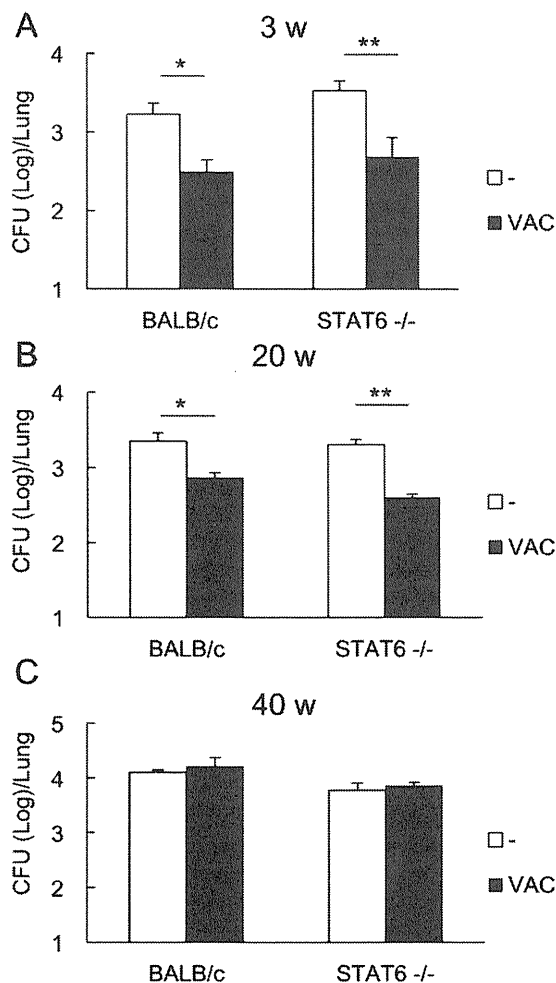 A
3 w
CFU (Log)/Lung
4
3
2
1
*
**
-
VAC
BALB/c
STAT6 -/-
B
20 w
CFU (Log)/Lung
4
3
2
1
*
**
-
VAC
BALB/c
STAT6 -/-
C
40 w
CFU (Log)/Lung
5
4
3
2
1
-
VAC
BALB/c
STAT6 -/-